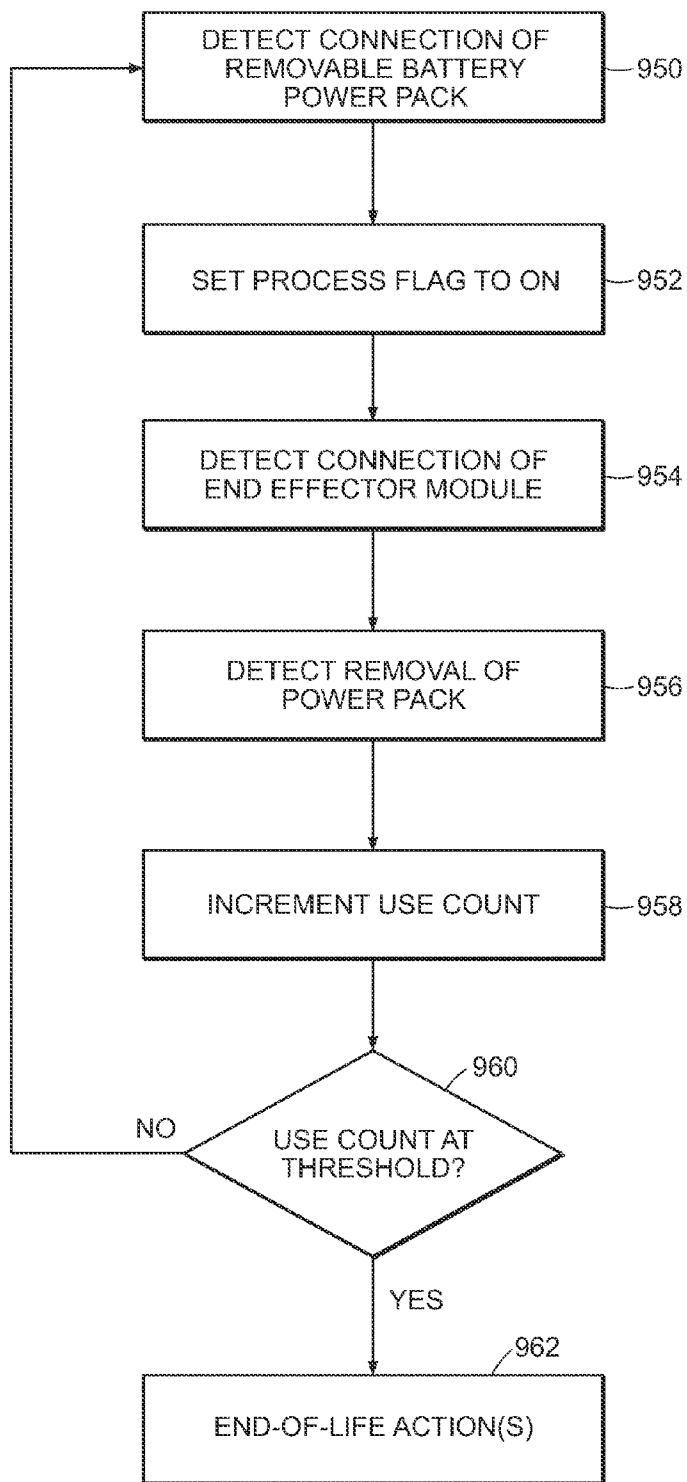 DETECT CONNECTION OF
REMOVABLE BATTERY
POWER PACK
950
SET PROCESS FLAG TO ON
952
DETECT CONNECTION OF
END EFFECTOR MODULE
954
DETECT REMOVAL OF
POWER PACK
956
INCREMENT USE COUNT
958
960
NO
USE COUNT AT
THRESHOLD?
YES
962
END-OF-LIFE ACTION(S)